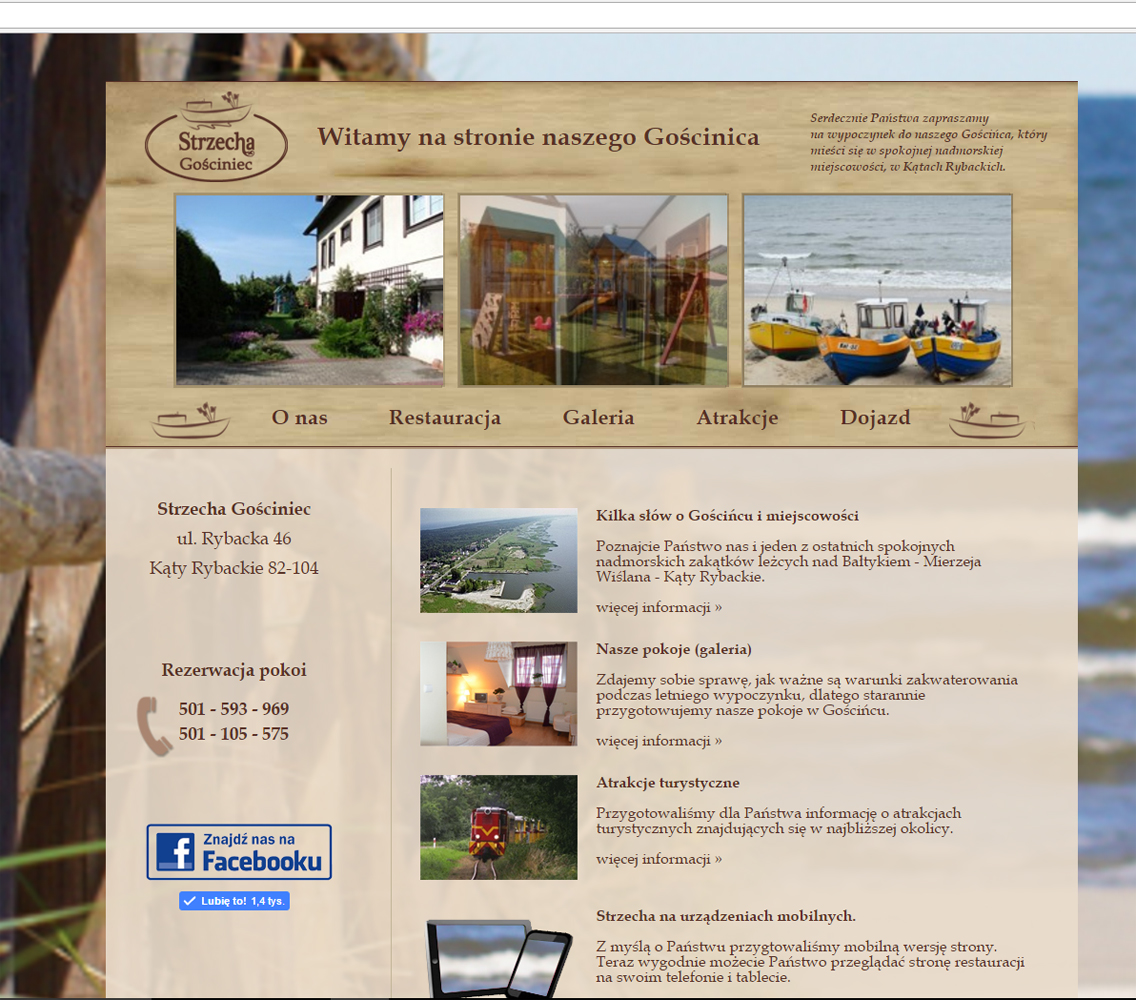 Strzecha
Gościniec
Witamy na stronie naszego Gościnica
Serdecznie Państwa zapraszamy
na wypoczynek do naszego Gościńca, który
mieści się w spokojnej nadmorskiej
miejscowości, w Kątach Rybackich.
O nas
Restauracja
Galeria
Atrakcje
Dojazd
Strzecha Gościniec
ul. Rybacka 46
Kąty Rybackie 82-104
Rezerwacja pokoi
501 - 593 - 969
501 - 105 - 575
Znajdź nas na
Facebooku
Lubię to! 1,4 tys.
Kilka słów o Gościńcu i miejscowości
Poznajcie Państwo nas i jeden z ostatnich spokojnych
nadmorskich zakątków leżcych nad Bałtykiem - Mierzeja
Wiślana - Kąty Rybackie.
więcej informacji »
Nasze pokoje (galeria)
Zdajemy sobie sprawę, jak ważne są warunki zakwaterowania
podczas letniego wypoczynku, dlatego starannie
przygotowujemy nasze pokoje w Gościńcu.
więcej informacji »
Atrakcje turystyczne
Przygotowaliśmy dla Państwa informację o atrakcjach
turystycznych znajdujących się w najbliższej okolicy.
więcej informacji »
Strzecha na urządzeniach mobilnych.
Z myślą o Państwu przygtowaliśmy mobilną wersję strony.
Teraz wygodnie możecie Państwo przeglądać stronę restauracji
na swoim telefonie i tablecie.